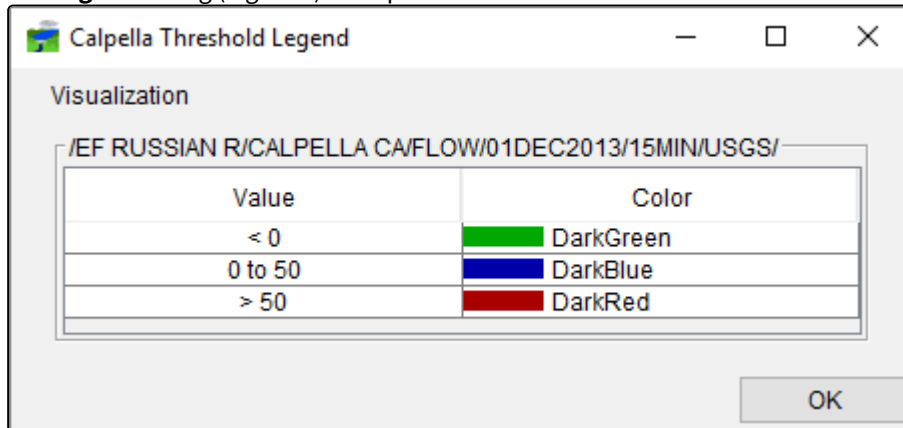 Calpella Threshold Legend
Visualization
/EF RUSSIAN R/CALPELLA CA/FLOW/01DEC2013/15MIN/USGS/
Value Color
< 0 DarkGreen
0 to 50 DarkBlue
> 50 DarkRed
OK